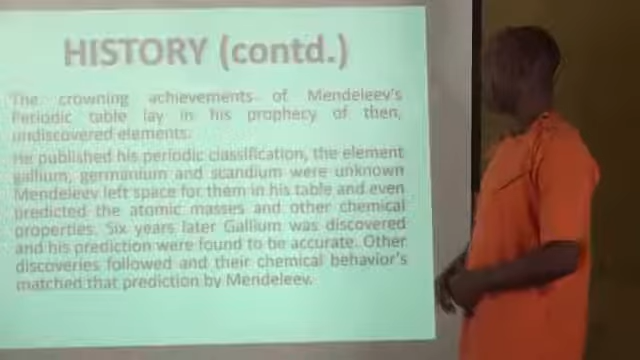 HISTORY (contd.)
The crowning achievements of Mendeleev's
Periodic table lay in his prophecy of then,
undiscovered elements.
He published his periodic classification, the element
gallium, germanium and scandium were unknown
Mendeleev left space for them in his table and even
predicted the atomic masses and other chemical
properties. Six years later Gallium was discovered
and his prediction were found to be accurate. Other
discoveries followed and their chemical behavior's
matched that prediction by Mendeleev.